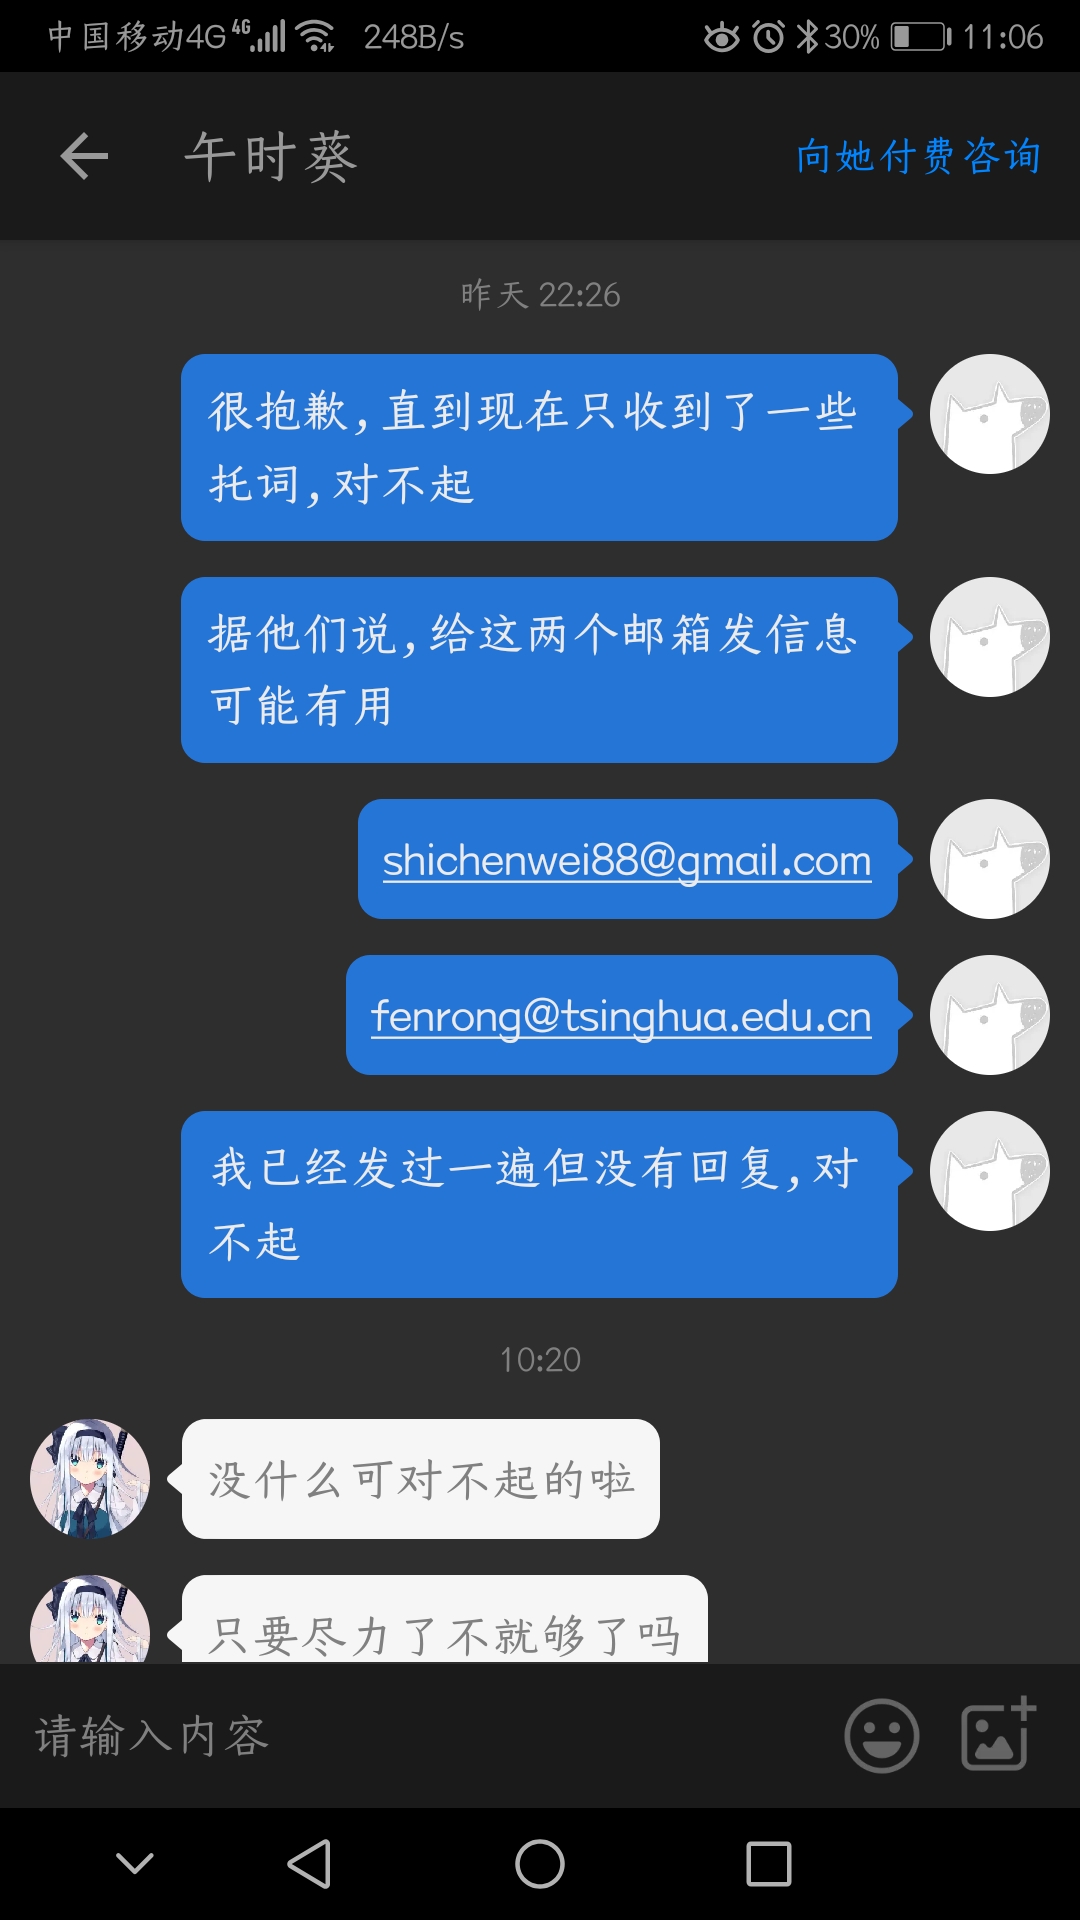 中国移动4G 4G 248B/s 30% 11:06
午时葵 向她付费咨询
昨天 22:26
很抱歉,直到现在只收到了一些
托词,对不起
据他们说,给这两个邮箱发信息
可能有用
shichenwei88@gmail.com
fenrong@tsinghua.edu.cn
我已经发过一遍但没有回复,对
不起
10:20
没什么可对不起的啦
只要尽力了不就够了吗
请输入内容